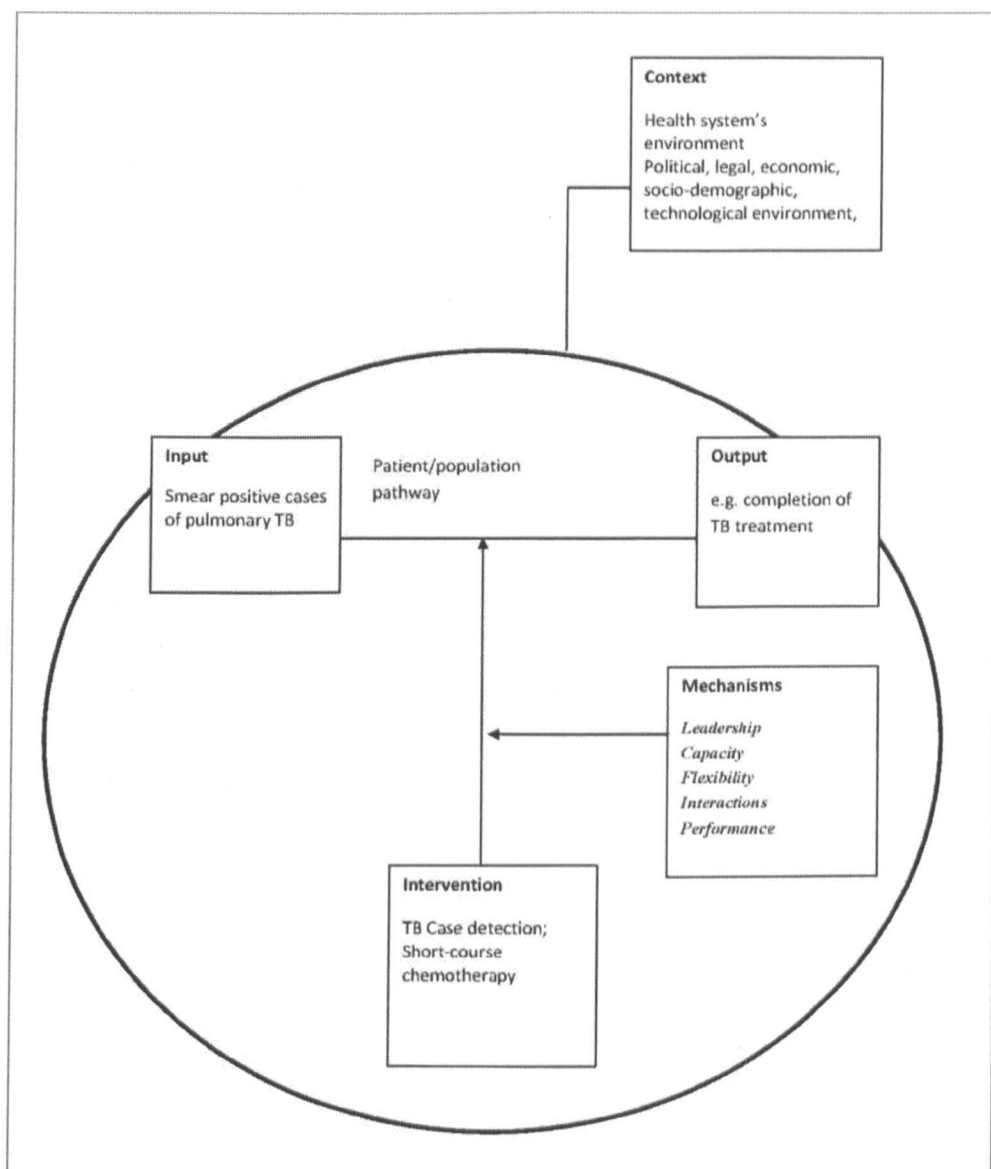 Context
Health system's
environment
Political, legal, economic,
socio-demographic,
technological environment,
Input
Smear positive cases
of pulmonary TB
Patient/population
pathway
Output
e.g. completion of
TB treatment
Mechanisms
Leadership
Capacity
Flexibility
Interactions
Performance
Intervention
TB Case detection;
Short-course
chemotherapy